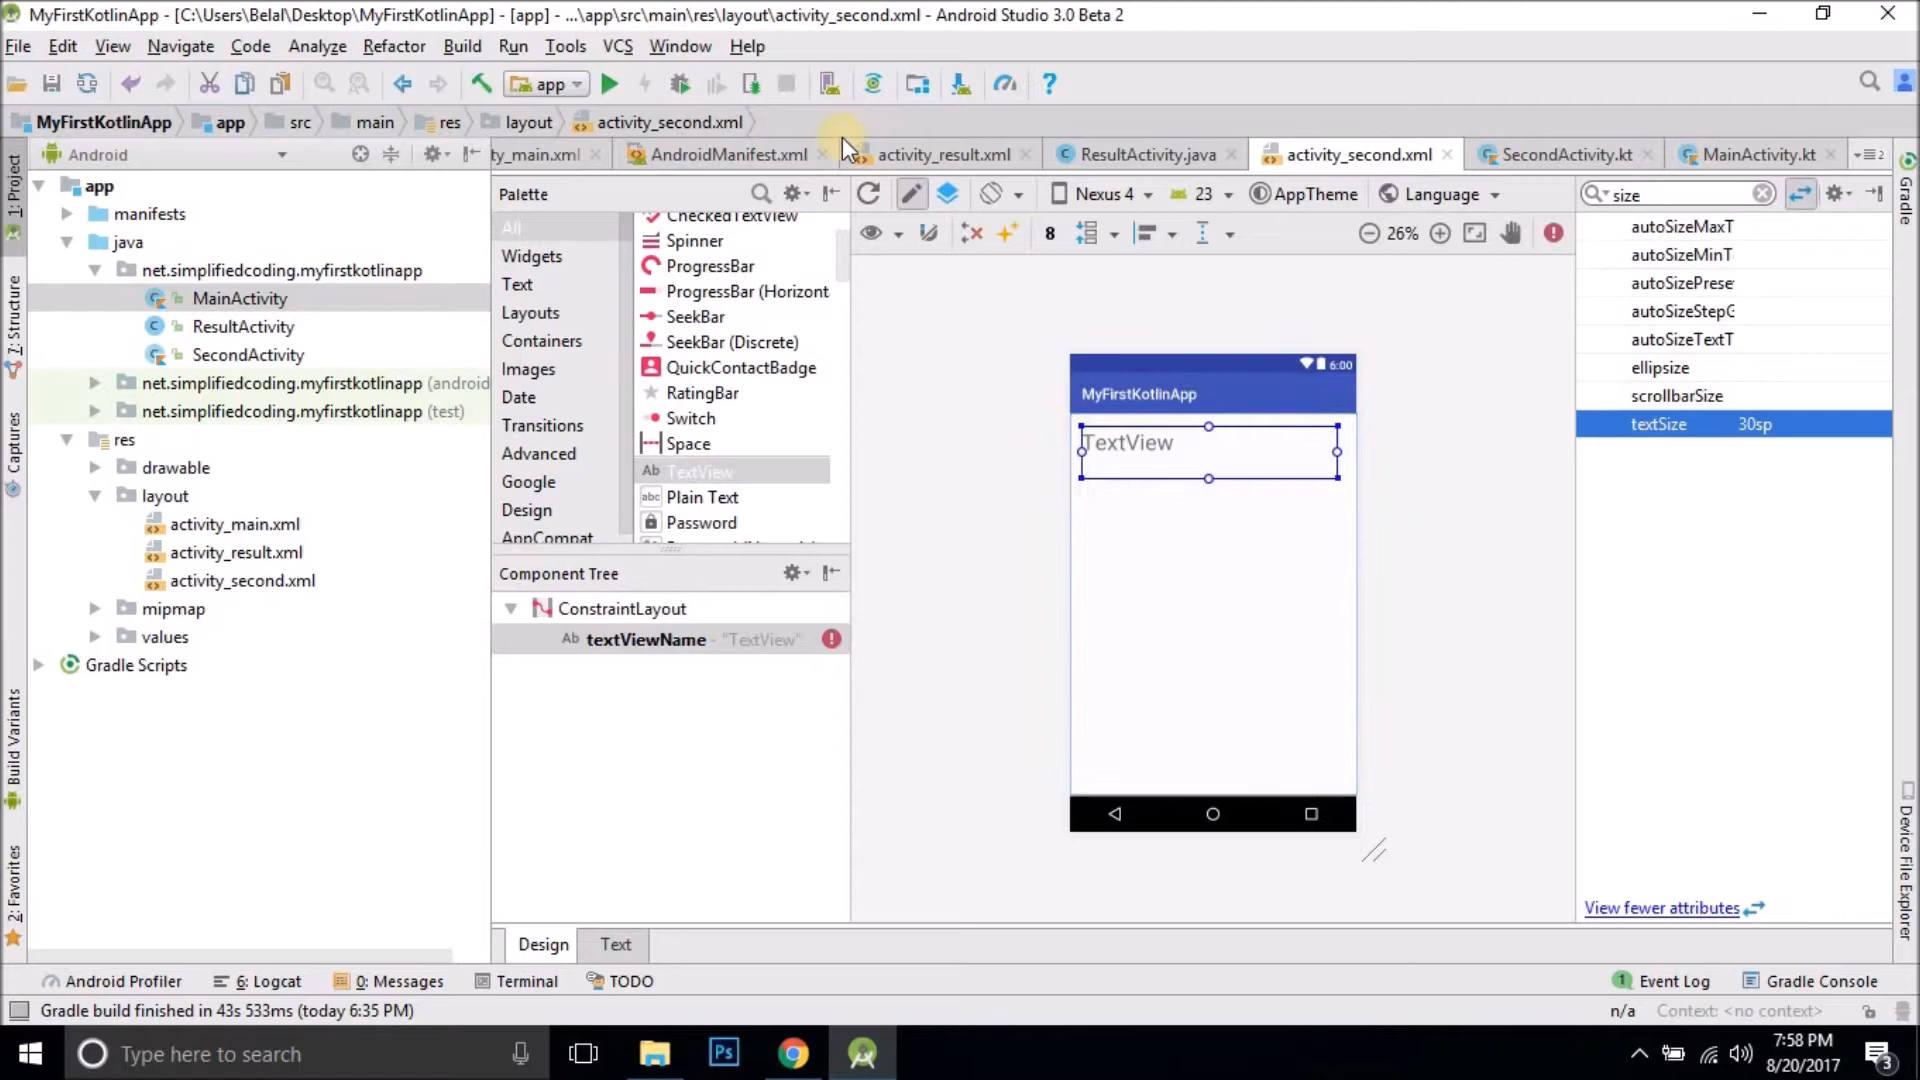 MyFirstKotlinApp - [C:\Users\Belal\Desktop\MyFirstKotlinApp] - [app] - ...\app\src\main\res\layout\activity_second.xml - Android Studio 3.0 Beta 2
File Edit View Navigate Code Analyze Refactor Build Run Tools VCS Window Help
app
MyFirstKotlinApp app src main res layout activity_second.xml
Android
ty_main.xml AndroidManifest.xml activity_result.xml ResultActivity.java activity_second.xml SecondActivity.kt MainActivity.kt 2
1: Project
7: Structure
Captures
Build Variants
2: Favorites
app
manifests
java
net.simplifiedcoding.myfirstkotlinapp
MainActivity
ResultActivity
SecondActivity
net.simplifiedcoding.myfirstkotlinapp (android
net.simplifiedcoding.myfirstkotlinapp (test)
res
drawable
layout
activity_main.xml
activity_result.xml
activity_second.xml
mipmap
values
Gradle Scripts
Palette
All
Widgets
Text
Layouts
Containers
Images
Date
Transitions
Advanced
Google
Design
AppCompat
CheckedTextView
Spinner
ProgressBar
ProgressBar (Horizont
SeekBar
SeekBar (Discrete)
QuickContactBadge
RatingBar
Switch
Space
Ab TextView
abc Plain Text
Password
Component Tree
ConstraintLayout
Ab textViewName - "TextView"
Nexus 4 23 AppTheme Language
8 26%
6:00
MyFirstKotlinApp
TextView
size
autoSizeMaxT
autoSizeMinT
autoSizePrese
autoSizeStepG
autoSizeTextT
ellipsize
scrollbarSize
textSize 30sp
View fewer attributes
Gradle
Device File Explorer
Design Text
Android Profiler 6: Logcat 0: Messages Terminal TODO 1 Event Log Gradle Console
Gradle build finished in 43s 533ms (today 6:35 PM) n/a Context: <no context>
Type here to search
Ps
7:58 PM
8/20/2017
3